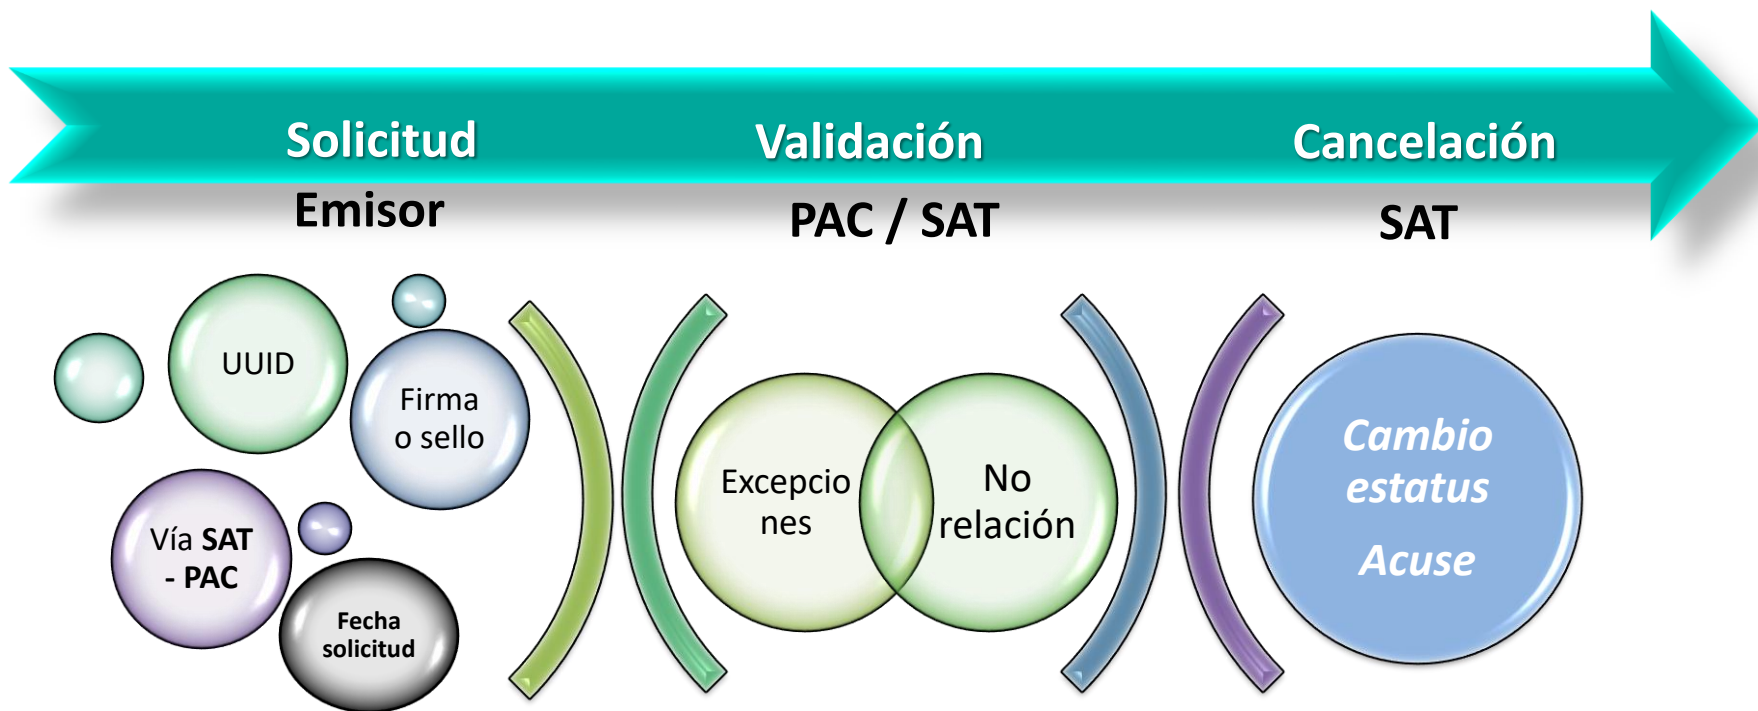 Solicitud
Validación
Cancelación
Emisor
PAC / SAT
SAT
UUID
Firma
o sello
Vía SAT
- PAC
Fecha
solicitud
Excepcio
nes
No
relación
Cambio
estatus
Acuse